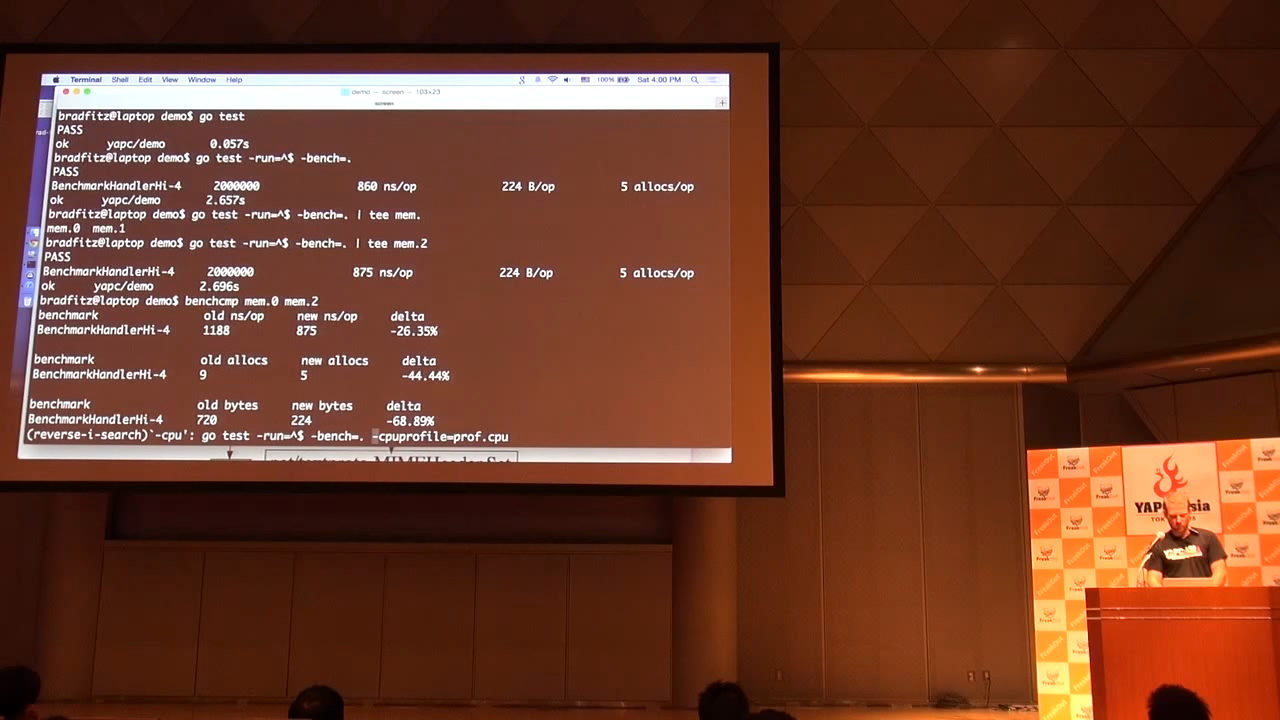 Terminal Shell Edit View Window Help 100% Sat 4:00 PM
demo — screen — 103x23
screen
bradfitz@laptop demo$ go test
PASS
ok yapc/demo 0.057s
bradfitz@laptop demo$ go test -run=^$ -bench=.
PASS
BenchmarkHandlerHi-4 2000000 860 ns/op 224 B/op 5 allocs/op
ok yapc/demo 2.657s
bradfitz@laptop demo$ go test -run=^$ -bench=. | tee mem.
mem.0 mem.1
bradfitz@laptop demo$ go test -run=^$ -bench=. | tee mem.2
PASS
BenchmarkHandlerHi-4 2000000 875 ns/op 224 B/op 5 allocs/op
ok yapc/demo 2.696s
bradfitz@laptop demo$ benchcmp mem.0 mem.2
benchmark old ns/op new ns/op delta
BenchmarkHandlerHi-4 1188 875 -26.35%
benchmark old allocs new allocs delta
BenchmarkHandlerHi-4 9 5 -44.44%
benchmark old bytes new bytes delta
BenchmarkHandlerHi-4 720 224 -68.89%
(reverse-i-search)`-cpu': go test -run=^$ -bench=. -cpuprofile=prof.cpu
FreakOut